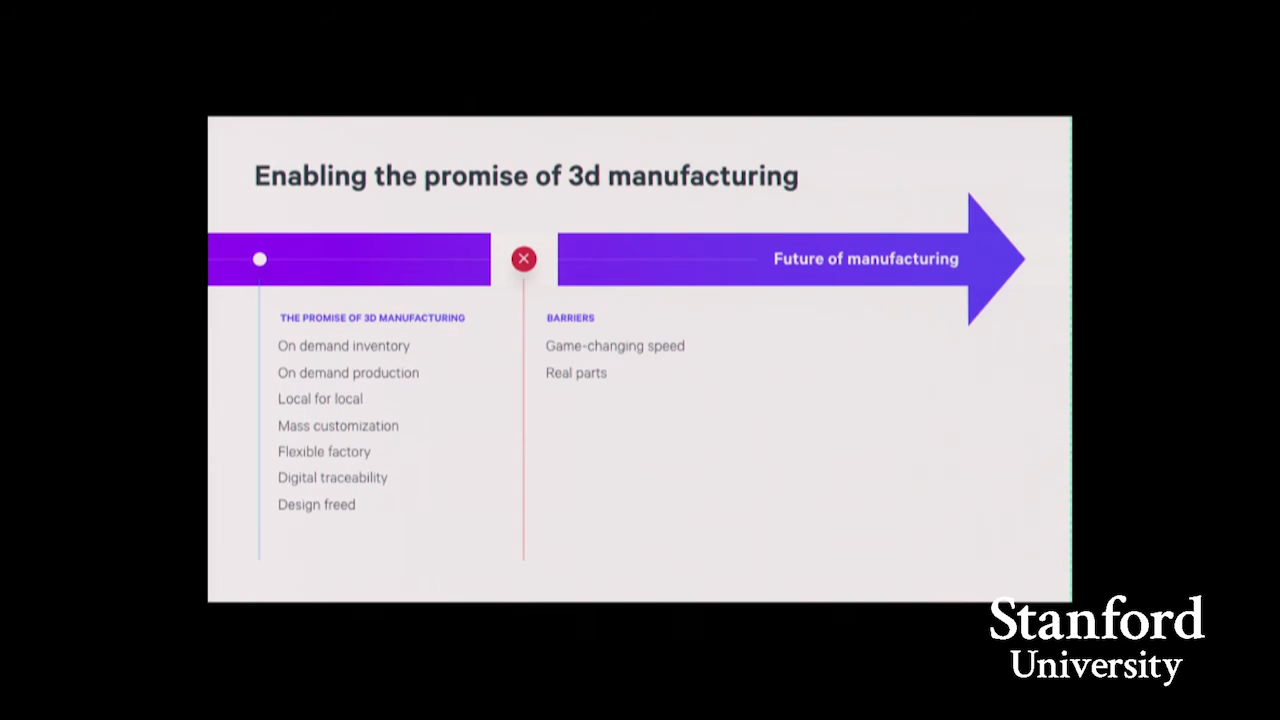 Enabling the promise of 3d manufacturing
Future of manufacturing
THE PROMISE OF 3D MANUFACTURING
On demand inventory
On demand production
Local for local
Mass customization
Flexible factory
Digital traceability
Design freed
BARRIERS
Game-changing speed
Real parts
Stanford
University